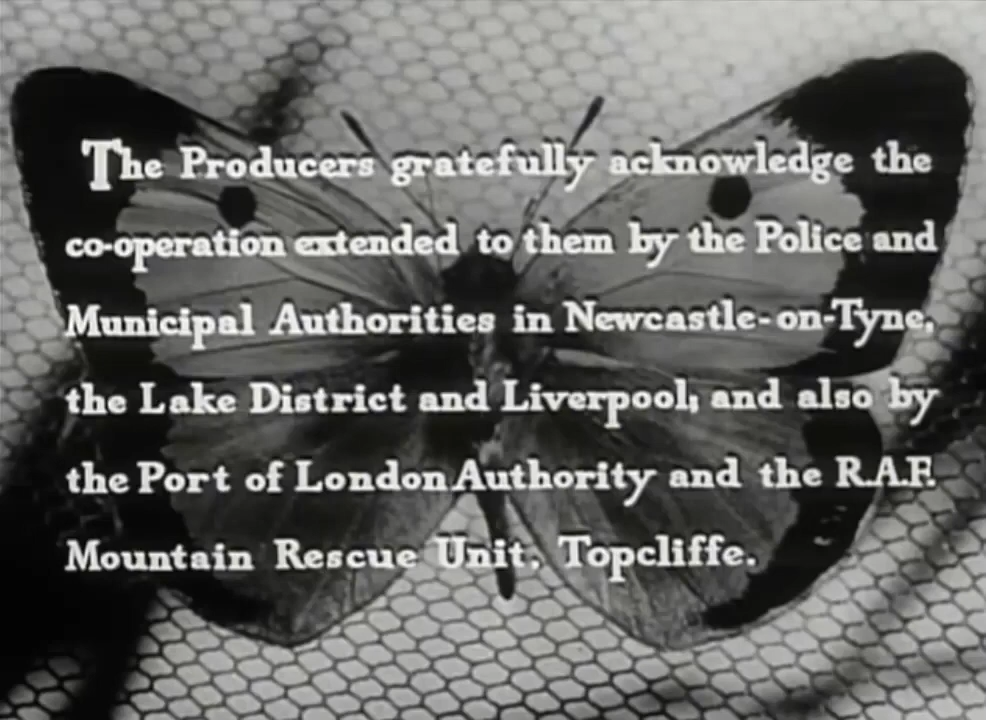 The Producers gratefully acknowledge the
co-operation extended to them by the Police and
Municipal Authorities in Newcastle-on-Tyne,
the Lake District and Liverpool; and also by
the Port of London Authority and the R.A.F.
Mountain Rescue Unit, Topcliffe.